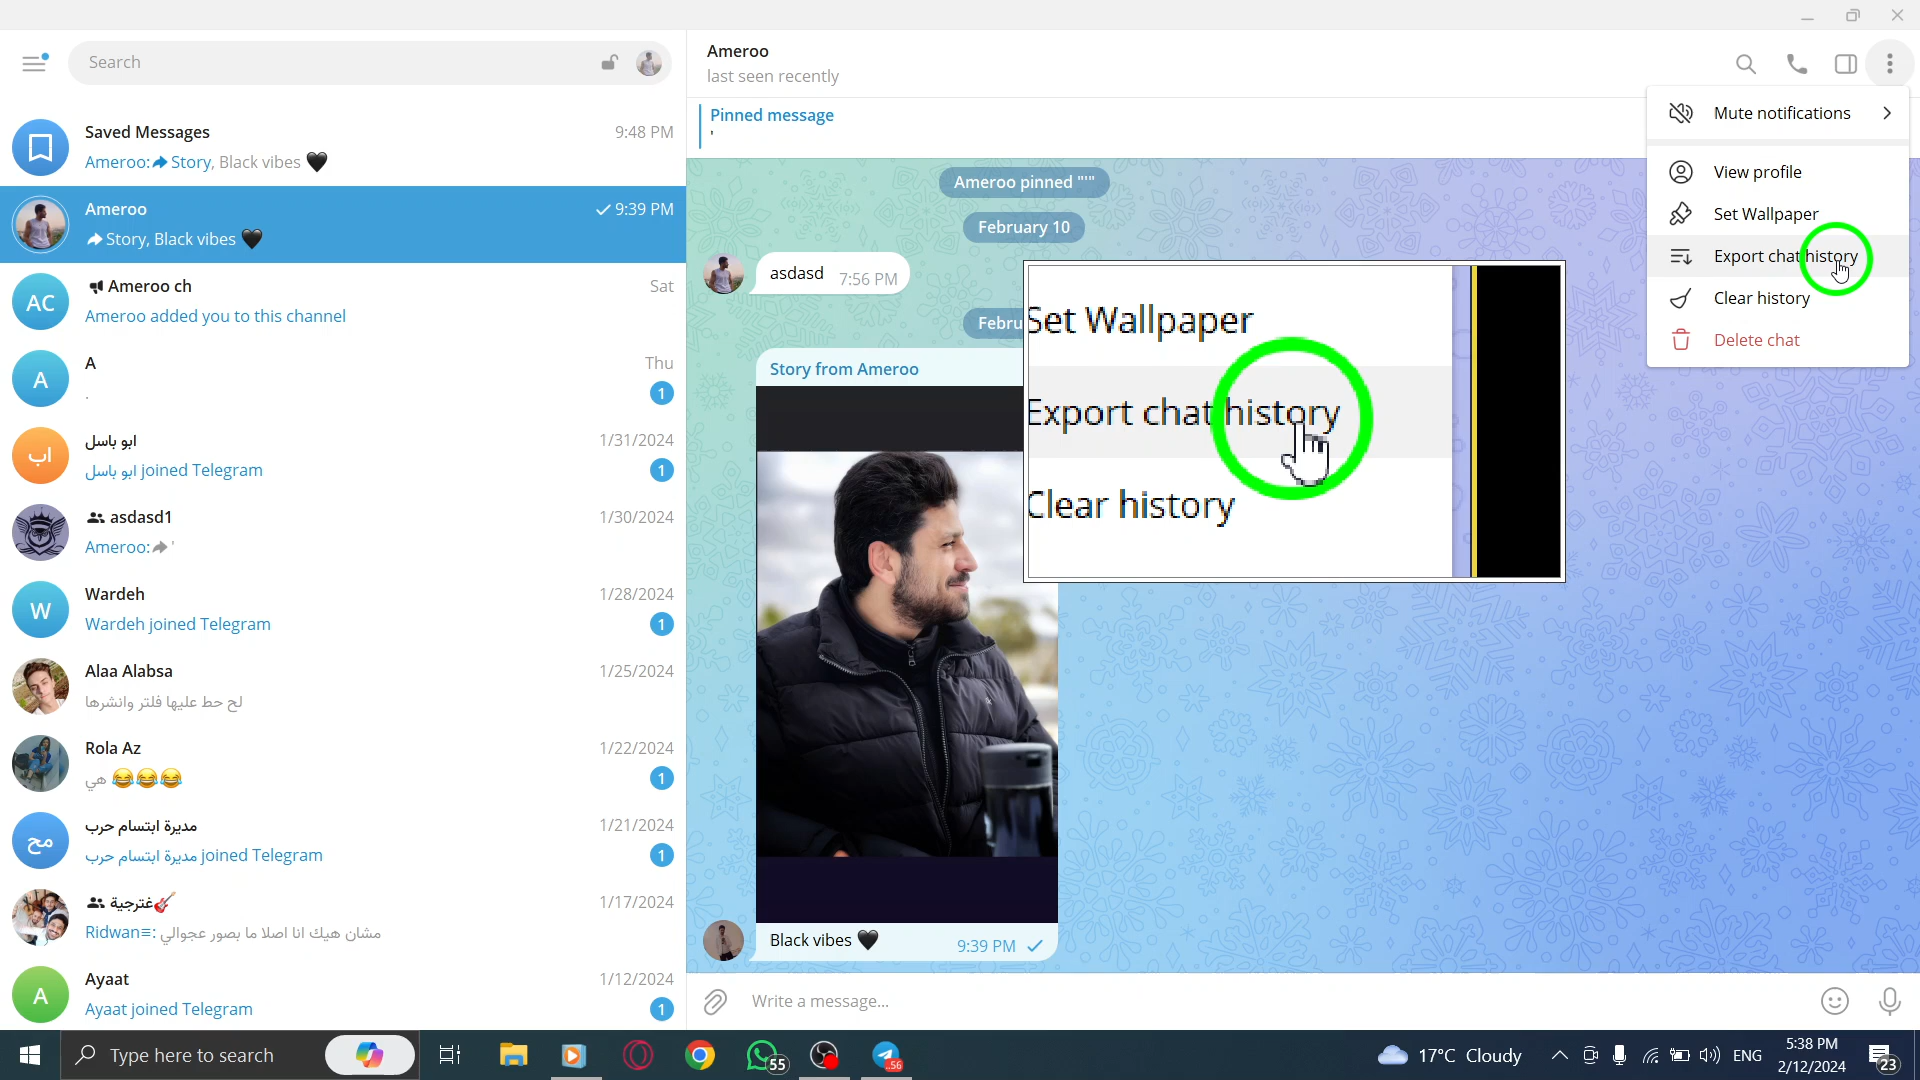 Search
Saved Messages
9:48 PM
Ameroo: Story, Black vibes 🖤
Ameroo
9:39 PM
Story, Black vibes 🖤
Ameroo ch
Sat
Ameroo added you to this channel
A
Thu
.
1
AC
A
ابو باسل
1/31/2024
ابو باسل joined Telegram
1
اب
asdasd1
1/30/2024
Ameroo: '
Wardeh
1/28/2024
Wardeh joined Telegram
1
W
Alaa Alabsa
1/25/2024
لح حط عليها فلتر وانشرها
Rola Az
1/22/2024
هي 😂😂😂
1
مديرة ابتسام حرب
1/21/2024
مديرة ابتسام حرب joined Telegram
1
مح
غترجية🎸
1/17/2024
Ridwan≡: مشان هيك انا اصلا ما بصور عجوالي
Ayaat
1/12/2024
Ayaat joined Telegram
1
A
Ameroo
last seen recently
Pinned message
'
Ameroo pinned "'"
February 10
asdasd 7:56 PM
Febru
Story from Ameroo
Black vibes 🖤
9:39 PM
Write a message...
Mute notifications
View profile
Set Wallpaper
Export chat history
Clear history
Delete chat
Set Wallpaper
Export chat history
Clear history
Type here to search
55
56
17°C Cloudy
ENG
5:38 PM
2/12/2024
23